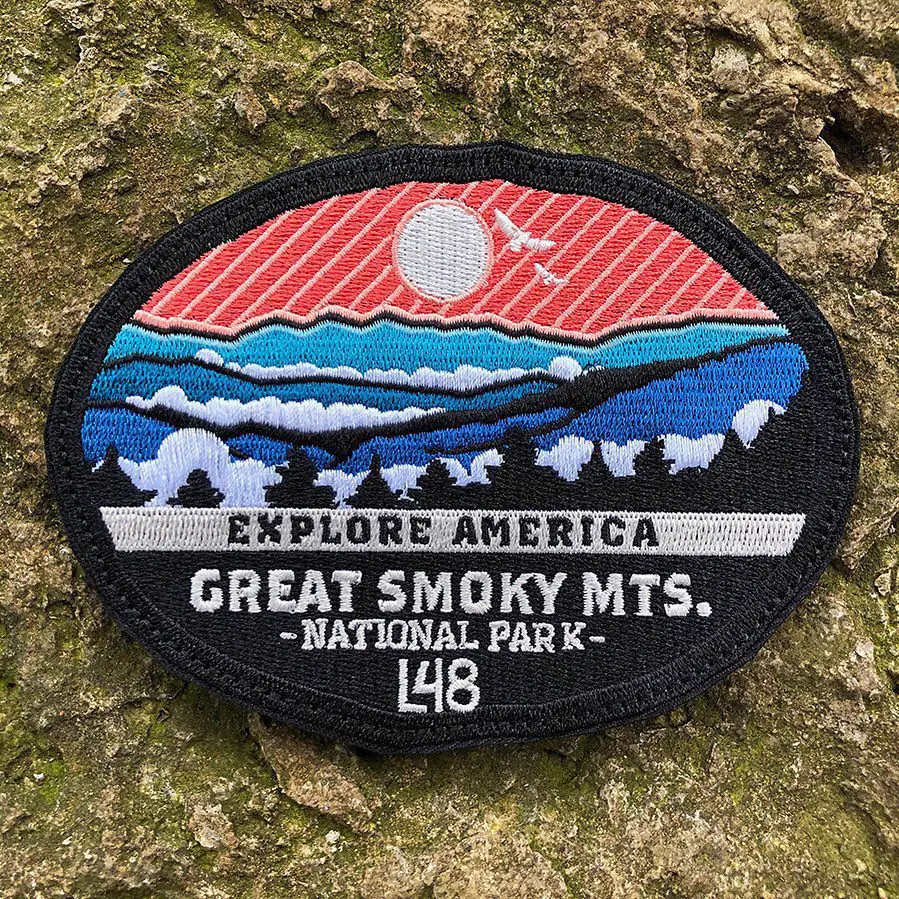 EXPLORE AMERICA
GREAT SMOKY MTS.
-NATIONAL PARK-
L48